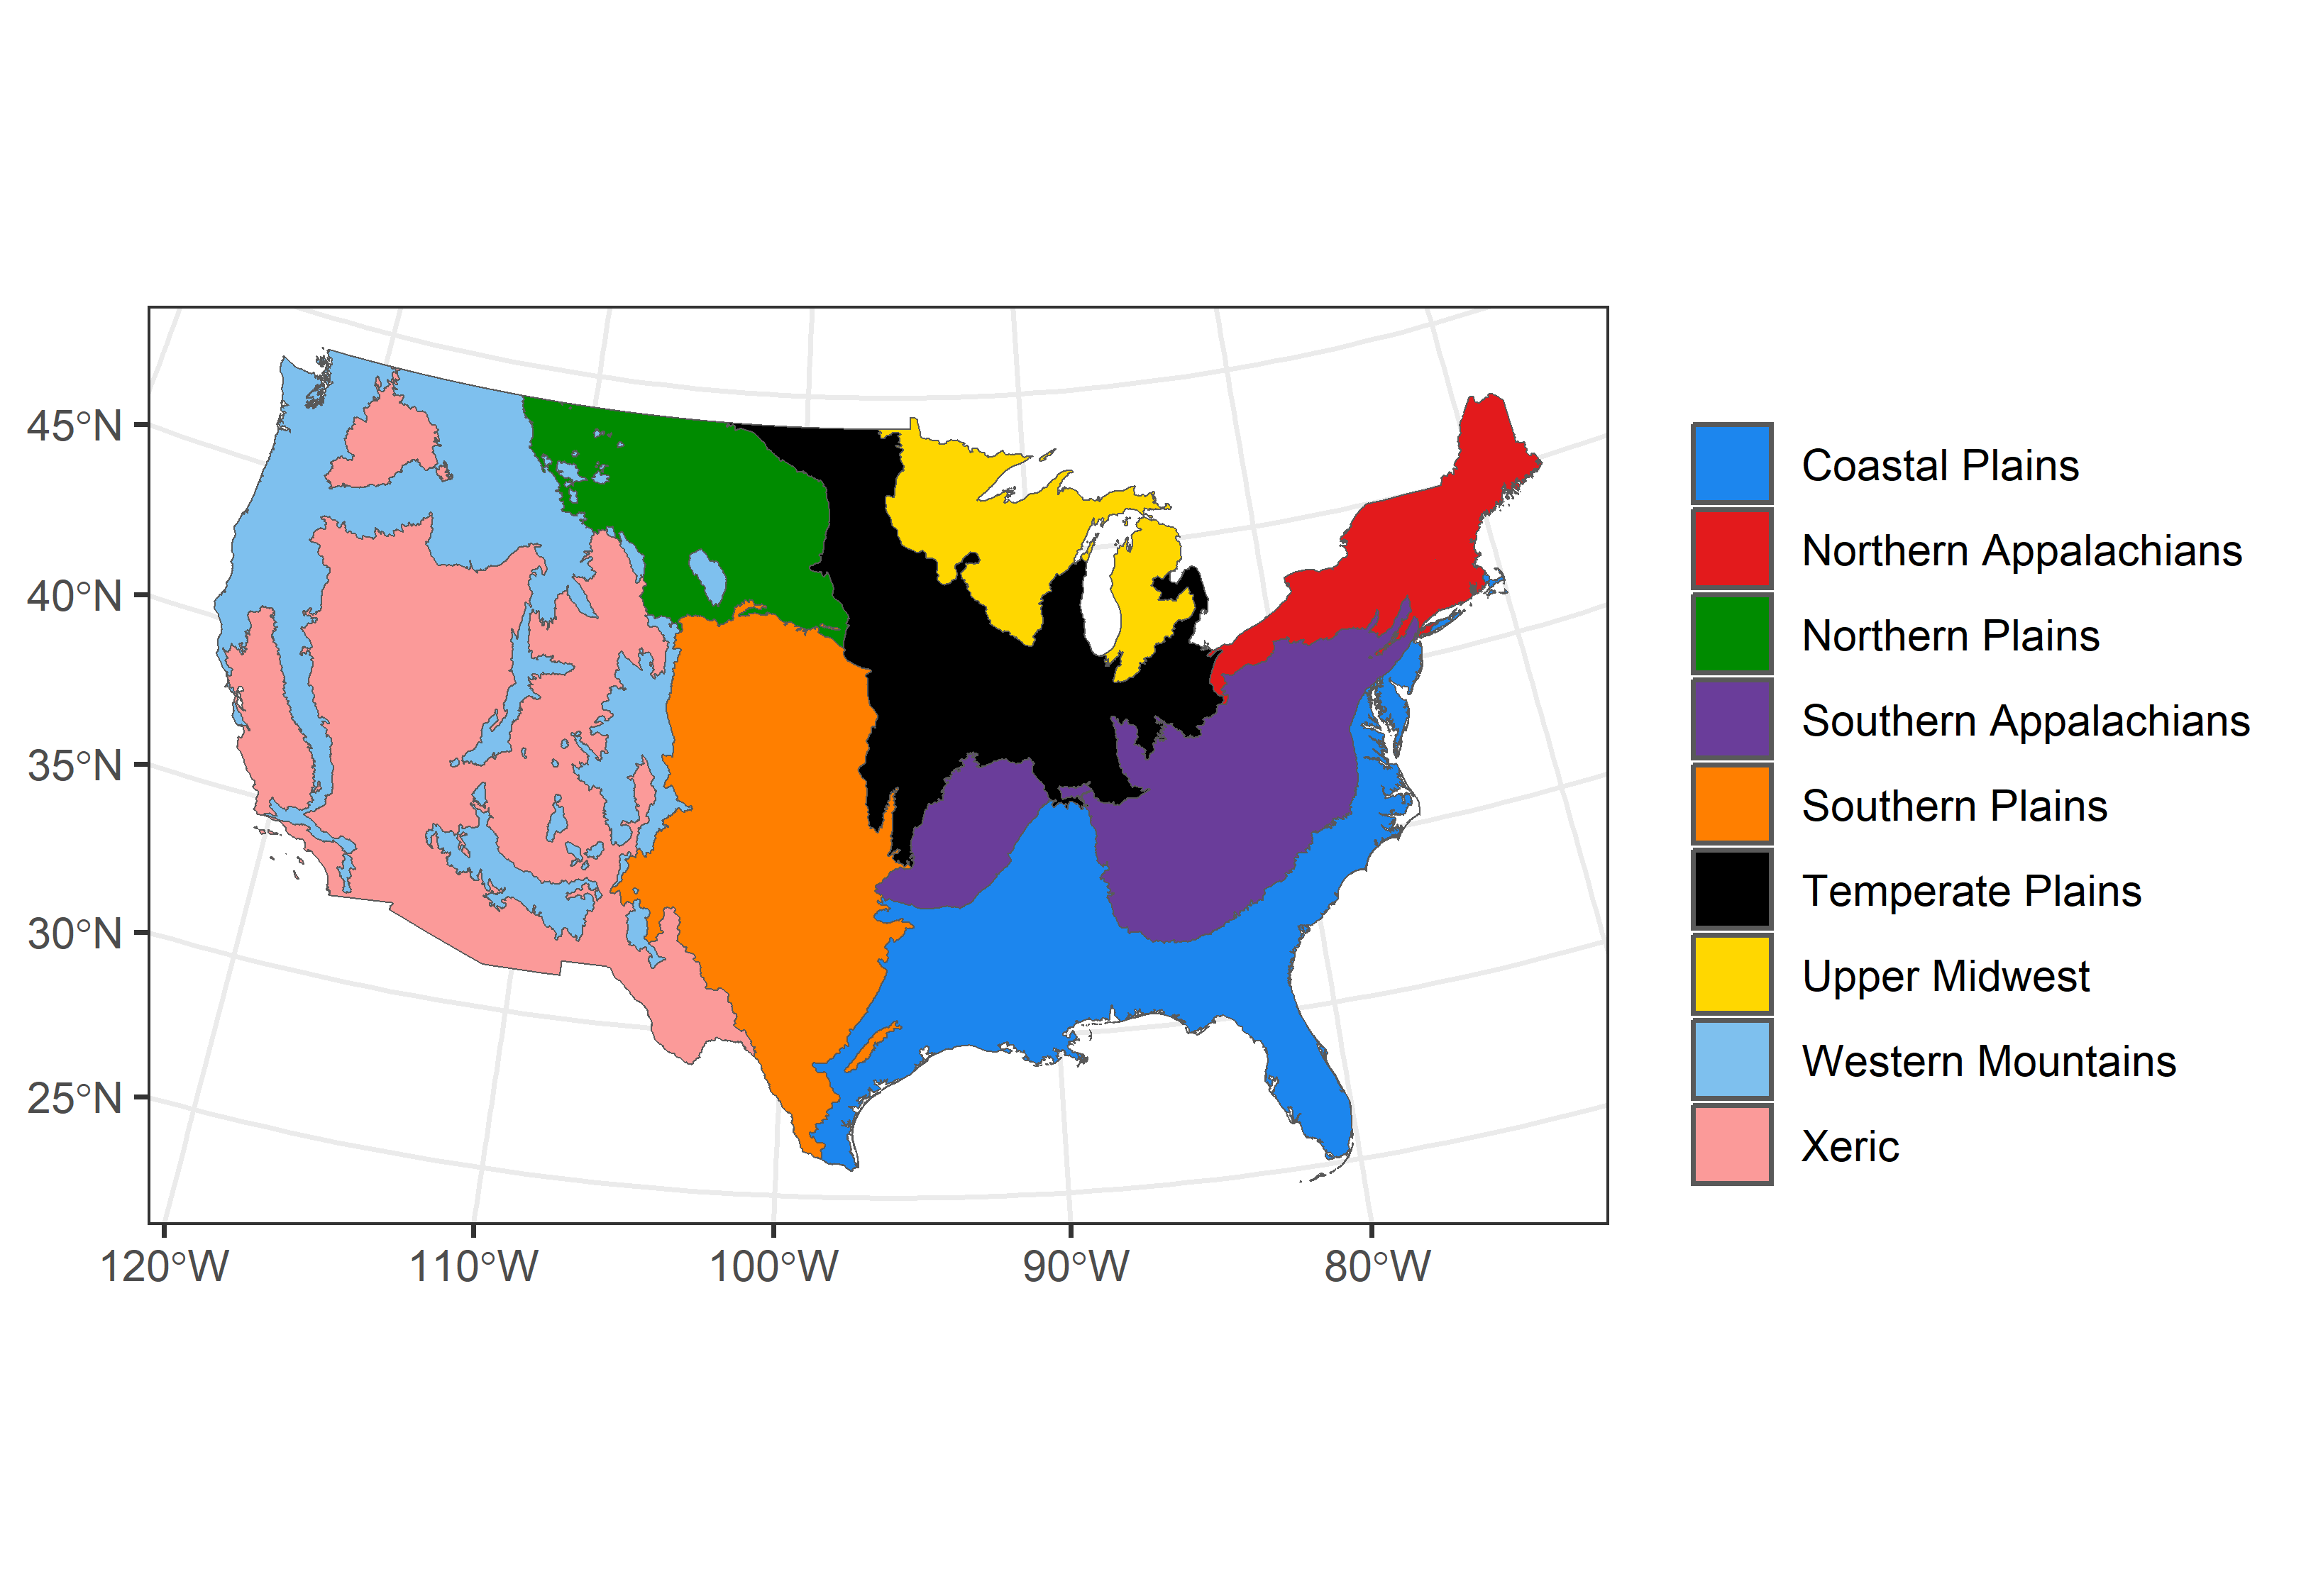 45°N
40°N
35°N
30°N
25°N
120°W 110°W 100°W 90°W 80°W
Coastal Plains
Northern Appalachians
Northern Plains
Southern Appalachians
Southern Plains
Temperate Plains
Upper Midwest
Western Mountains
Xeric